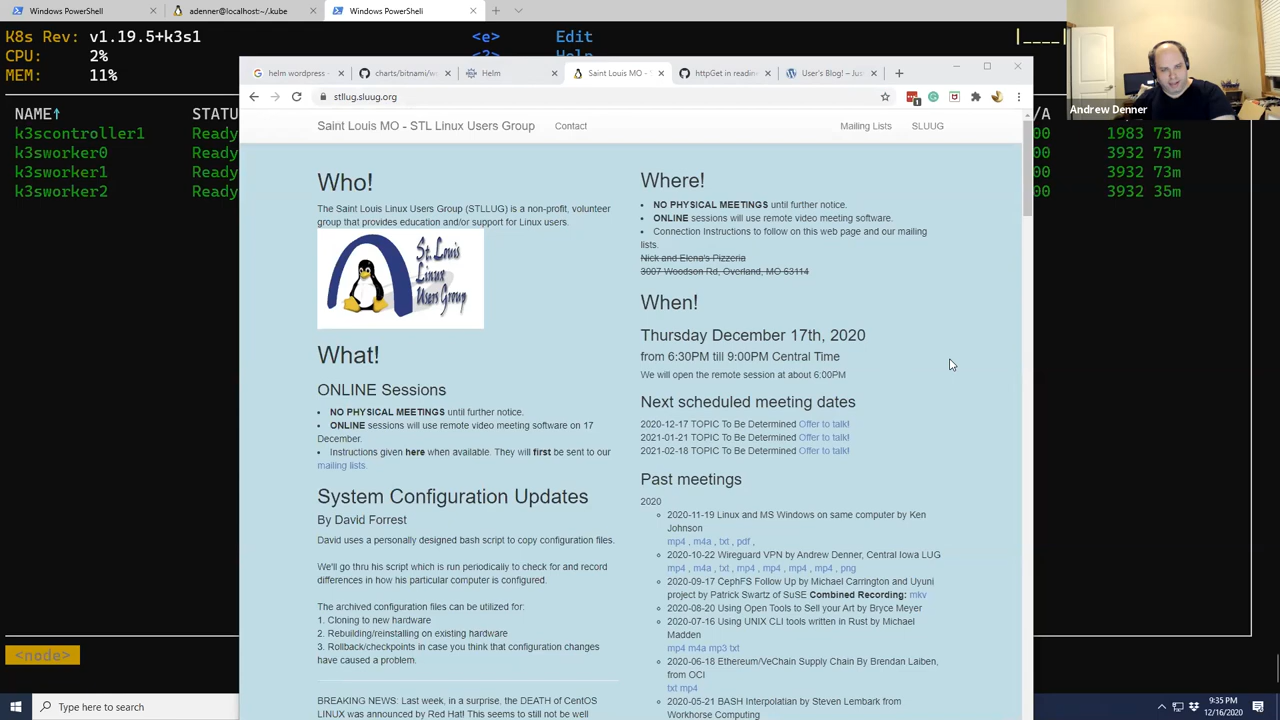 Windows PowerShell
adenner@localhost:~/.kube
Windows PowerShell
K8s Rev: v1.19.5+k3s1
<e> Edit
|____|
CPU: 2%
<?> Help
MEM: 11%
NAME↑ STATU
/A
k3scontroller1 Ready
00 1983 73m
k3sworker0 Ready
00 3932 73m
k3sworker1 Ready
00 3932 73m
k3sworker2 Ready
00 3932 35m
<node>
Andrew Denner
helm wordpress -
charts/bitnami/w
Helm
Saint Louis MO - S
httpGet in readin
User's Blog! – Jus
stllug.sluug.org
1
Saint Louis MO - STL Linux Users Group
Contact
Mailing Lists
SLUUG
Who!
The Saint Louis Linux Users Group (STLLUG) is a non-profit, volunteer
group that provides education and/or support for Linux users.
St. Louis
Linux
Users Group
What!
ONLINE Sessions
• NO PHYSICAL MEETINGS until further notice.
• ONLINE sessions will use remote video meeting software on 17
December.
• Instructions given here when available. They will first be sent to our
mailing lists.
System Configuration Updates
By David Forrest
David uses a personally designed bash script to copy configuration files.
We'll go thru his script which is run periodically to check for and record
differences in how his particular computer is configured.
The archived configuration files can be utilized for:
1. Cloning to new hardware
2. Rebuilding/reinstalling on existing hardware
3. Rollback/checkpoints in case you think that configuration changes
have caused a problem.
BREAKING NEWS: Last week, in a surprise, the DEATH of CentOS
LINUX was announced by Red Hat! This seems to still not be well
Where!
• NO PHYSICAL MEETINGS until further notice.
• ONLINE sessions will use remote video meeting software.
• Connection Instructions to follow on this web page and our mailing
lists.
Nick and Elena's Pizzeria
3007 Woodson Rd, Overland, MO 63114
When!
Thursday December 17th, 2020
from 6:30PM till 9:00PM Central Time
We will open the remote session at about 6:00PM
Next scheduled meeting dates
2020-12-17 TOPIC To Be Determined Offer to talk!
2021-01-21 TOPIC To Be Determined Offer to talk!
2021-02-18 TOPIC To Be Determined Offer to talk!
Past meetings
2020
2020-11-19 Linux and MS Windows on same computer by Ken
Johnson
mp4 , m4a , txt , pdf ,
2020-10-22 Wireguard VPN by Andrew Denner, Central Iowa LUG
mp4 , m4a , txt , mp4 , mp4 , mp4 , mp4 , png
2020-09-17 CephFS Follow Up by Michael Carrington and Uyuni
project by Patrick Swartz of SuSE Combined Recording: mkv
2020-08-20 Using Open Tools to Sell your Art by Bryce Meyer
2020-07-16 Using UNIX CLI tools written in Rust by Michael
Madden
mp4 m4a mp3 txt
2020-06-18 Ethereum/VeChain Supply Chain By Brendan Laiben,
from OCI
txt mp4
2020-05-21 BASH Interpolatian by Steven Lembark from
Workhorse Computing
Type here to search
9:35 PM
12/16/2020